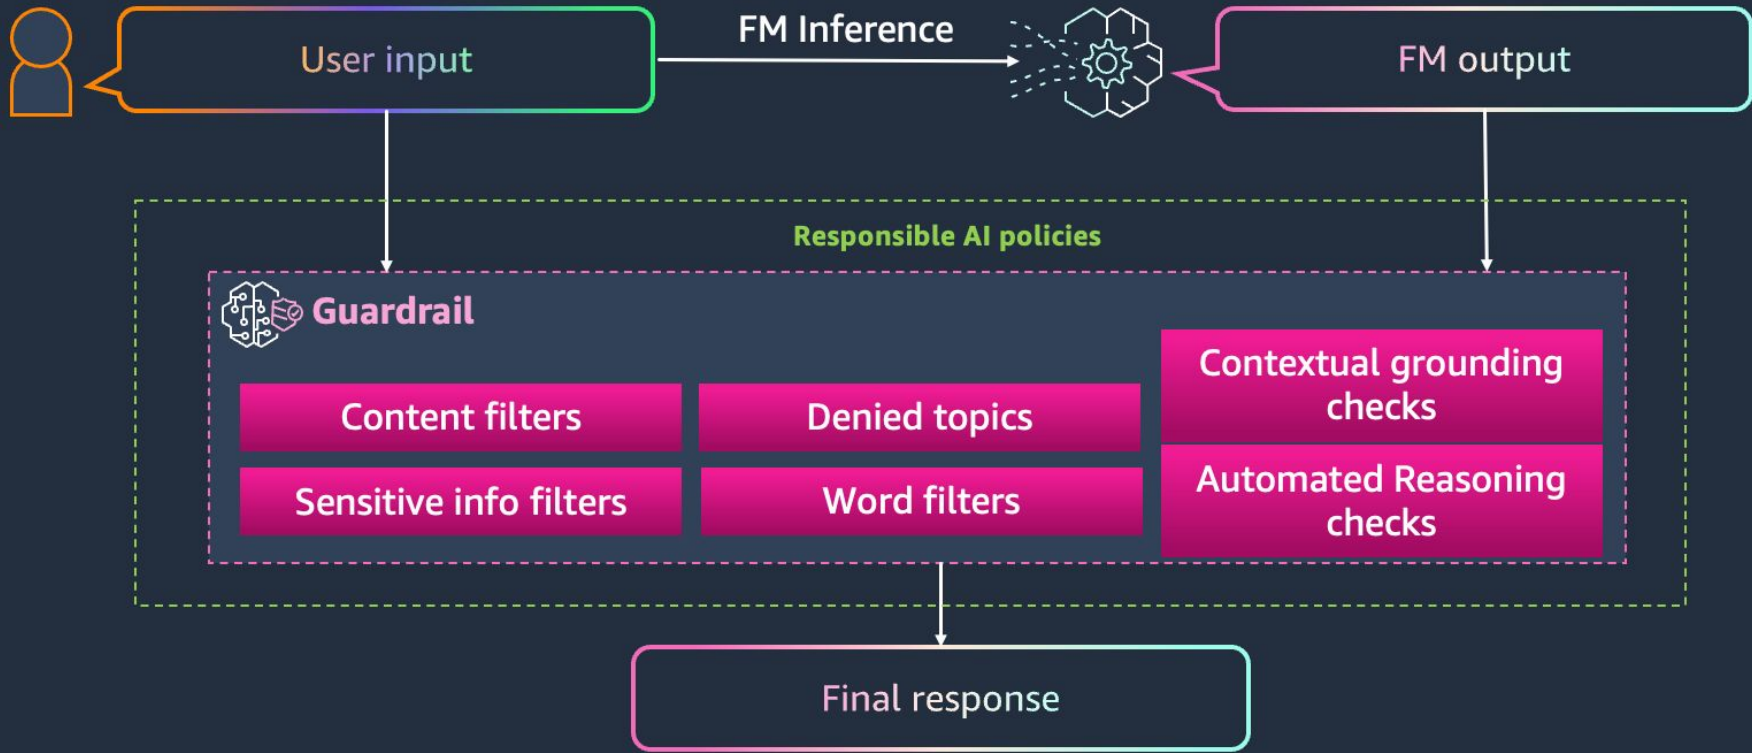 User input
FM Inference
FM output
Responsible AI policies
Guardrail
Content filters
Denied topics
Contextual grounding
checks
Sensitive info filters
Word filters
Automated Reasoning
checks
Final response